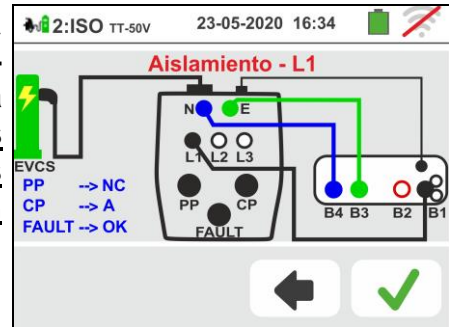 2:ISO TT-50V 23-05-2020 16:34
Aislamiento - L1
N E
L1 L2 L3
EVCS
PP --> NC
CP --> A
FAULT --> OK
PP CP
FAULT
B4 B3 B2 B1